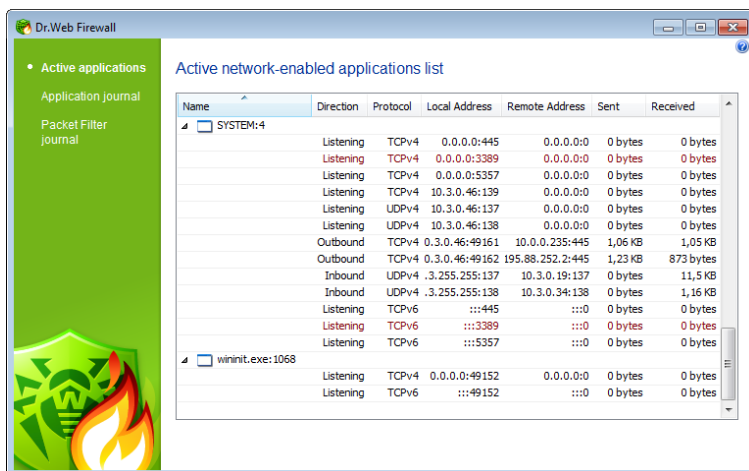 Dr.Web Firewall
Active applications
Application journal
Packet Filter
journal
Active network-enabled applications list
Name Direction Protocol Local Address Remote Address Sent Received
SYSTEM:4
Listening TCPv4 0.0.0.0:445 0.0.0.0:0 0 bytes 0 bytes
Listening TCPv4 0.0.0.0:3389 0.0.0.0:0 0 bytes 0 bytes
Listening TCPv4 0.0.0.0:5357 0.0.0.0:0 0 bytes 0 bytes
Listening TCPv4 10.3.0.46:139 0.0.0.0:0 0 bytes 0 bytes
Listening UDPv4 10.3.0.46:137 0.0.0.0:0 0 bytes 0 bytes
Listening UDPv4 10.3.0.46:138 0.0.0.0:0 0 bytes 0 bytes
Outbound TCPv4 0.3.0.46:49161 10.0.0.235:445 1,06 KB 1,05 KB
Outbound TCPv4 0.3.0.46:49162 195.88.252.2:445 1,23 KB 873 bytes
Inbound UDPv4 .3.255.255:137 10.3.0.19:137 0 bytes 11,5 KB
Inbound UDPv4 .3.255.255:138 10.3.0.34:138 0 bytes 1,16 KB
Listening TCPv6 :::445 :::0 0 bytes 0 bytes
Listening TCPv6 :::3389 :::0 0 bytes 0 bytes
Listening TCPv6 :::5357 :::0 0 bytes 0 bytes
wininit.exe:1068
Listening TCPv4 0.0.0.0:49152 0.0.0.0:0 0 bytes 0 bytes
Listening TCPv6 :::49152 :::0 0 bytes 0 bytes